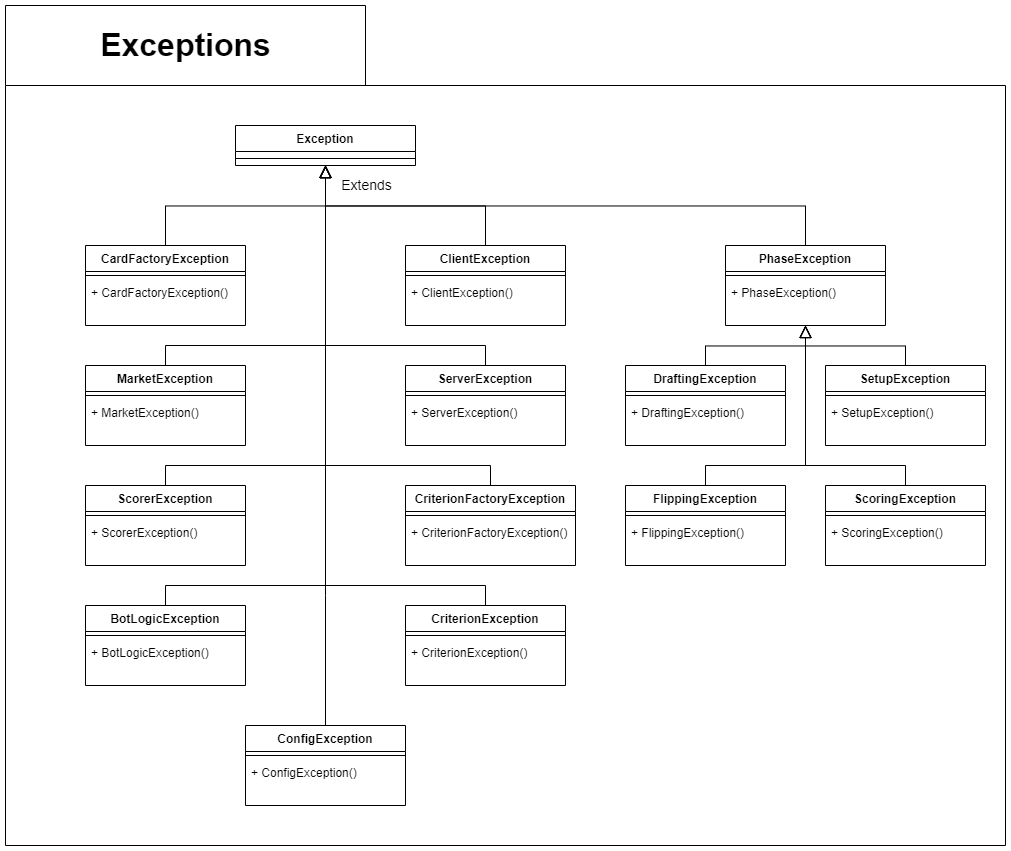 Exceptions
Exception
Extends
CardFactoryException
+ CardFactoryException()
ClientException
+ ClientException()
PhaseException
+ PhaseException()
MarketException
+ MarketException()
ServerException
+ ServerException()
DraftingException
+ DraftingException()
SetupException
+ SetupException()
ScorerException
+ ScorerException()
CriterionFactoryException
+ CriterionFactoryException()
FlippingException
+ FlippingException()
ScoringException
+ ScoringException()
BotLogicException
+ BotLogicException()
CriterionException
+ CriterionException()
ConfigException
+ ConfigException()